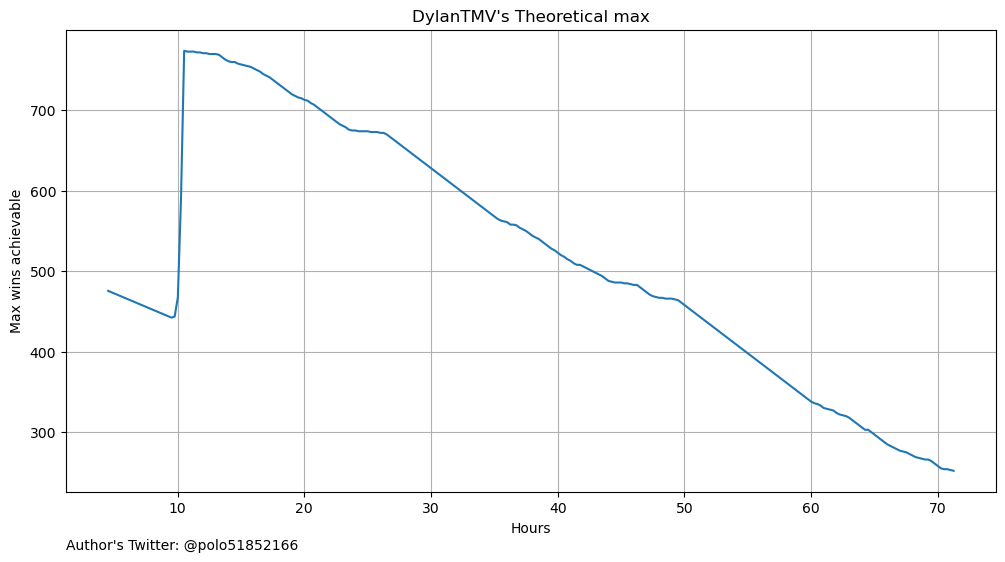 DylanTMV's Theoretical max
Max wins achievable
700
600
500
400
300
10 20 30 40 50 60 70
Hours
Author's Twitter: @polo51852166